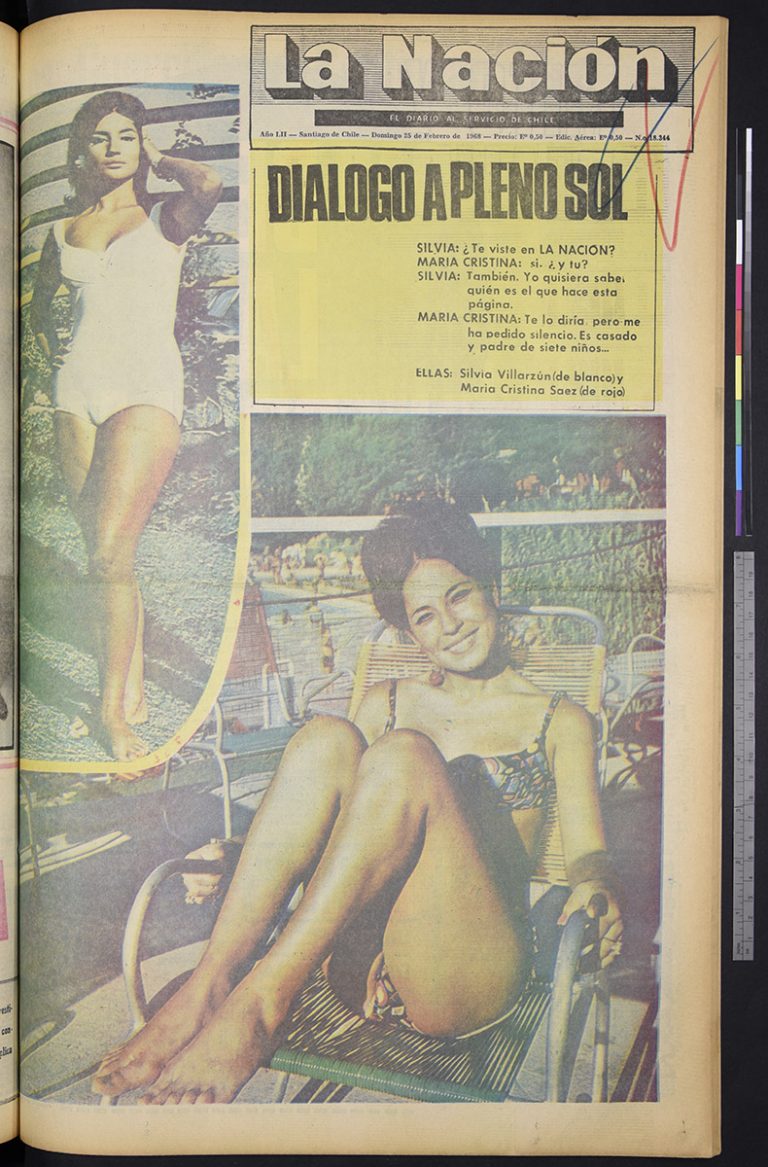 La Nación
EL DIARIO AL SERVICIO DE CHILE
Año LII — Santiago de Chile — Domingo 25 de Febrero de 1968 — Precio: Eº 0,50 — Edic. Aérea: Eº 0,50 — N.o 18.344
DIALOGO A PLENO SOL
SILVIA: ¿Te viste en LA NACION?
MARIA CRISTINA: si. ¿y tu?
SILVIA: También. Yo quisiera saber
quién es el que hace esta
página.
MARIA CRISTINA: Te lo diría, pero me
ha pedido silencio. Es casado
y padre de siete niños...
ELLAS: Silvia Villarzún (de blanco) y
Maria Cristina Saez (de rojo)